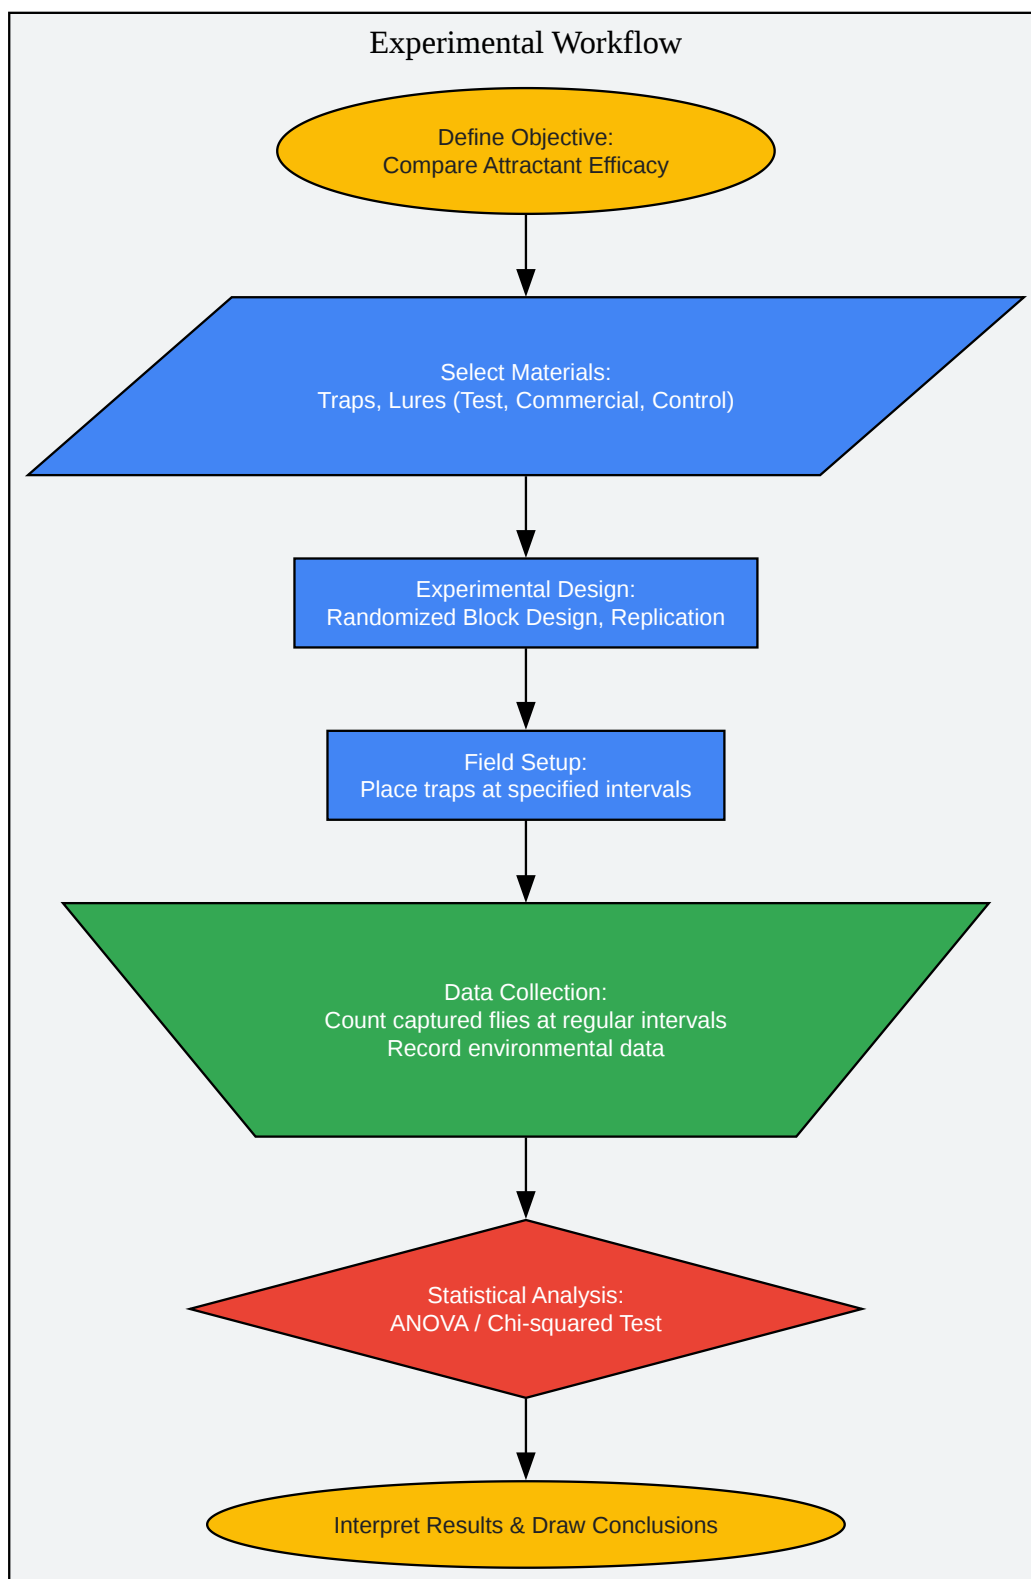 Experimental Workflow
Define Objective:
Compare Attractant Efficacy
Select Materials:
Traps, Lures (Test, Commercial, Control)
Experimental Design:
Randomized Block Design, Replication
Field Setup:
Place traps at specified intervals
Data Collection:
Count captured flies at regular intervals
Record environmental data
Statistical Analysis:
ANOVA / Chi-squared Test
Interpret Results & Draw Conclusions